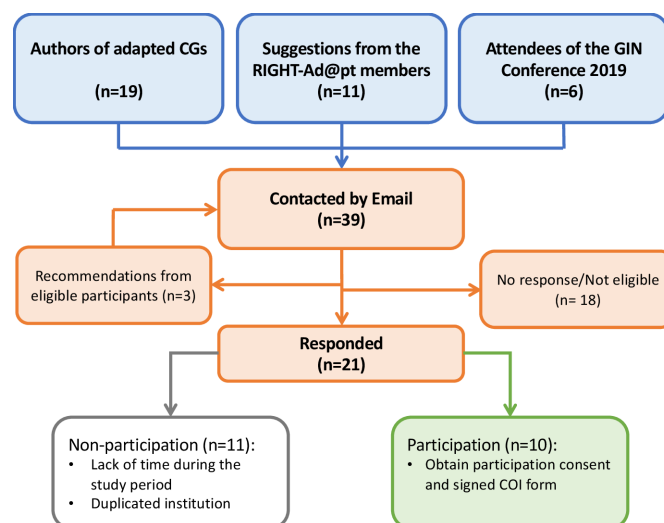 Authors of adapted CGs
(n=19)
Suggestions from the
RIGHT-Ad@pt members
(n=11)
Attendees of the GIN
Conference 2019
(n=6)
Contacted by Email
(n=39)
Recommendations from
eligible participants (n=3)
No response/Not eligible
(n= 18)
Responded
(n=21)
Non-participation (n=11):
• Lack of time during the
study period
• Duplicated institution
Participation (n=10):
• Obtain participation consent
and signed COI form